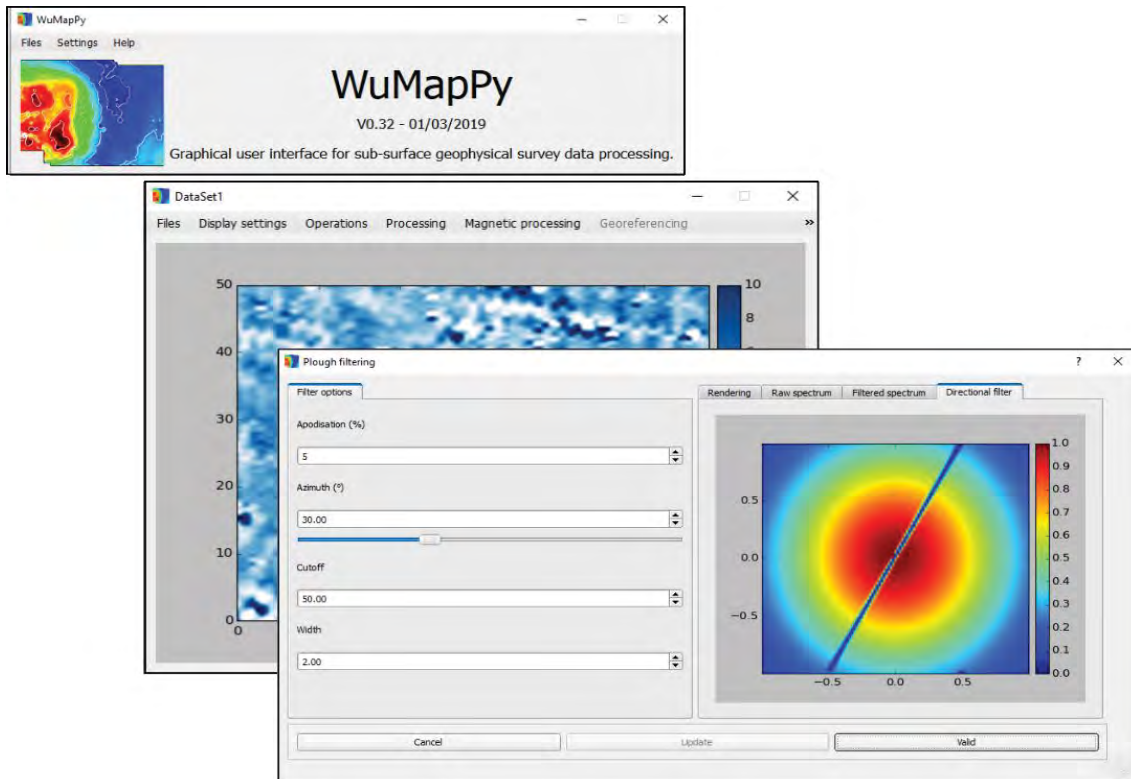 WuMapPy
Files Settings Help
WuMapPy
V0.32 - 01/03/2019
Graphical user interface for sub-surface geophysical survey data processing.
DataSet1
Files Display settings Operations Processing Magnetic processing Georeferencing »
50
40
30
20
10
0
0
10
8
Plough filtering ?
Filter options
Apodisation (%)
5
Azimuth (°)
30.00
Cutoff
50.00
Width
2.00
Rendering Raw spectrum Filtered spectrum Directional filter
0.5
0.0
−0.5
−0.5 0.0 0.5
1.0
0.9
0.8
0.7
0.6
0.5
0.4
0.3
0.2
0.1
0.0
Cancel Update Valid